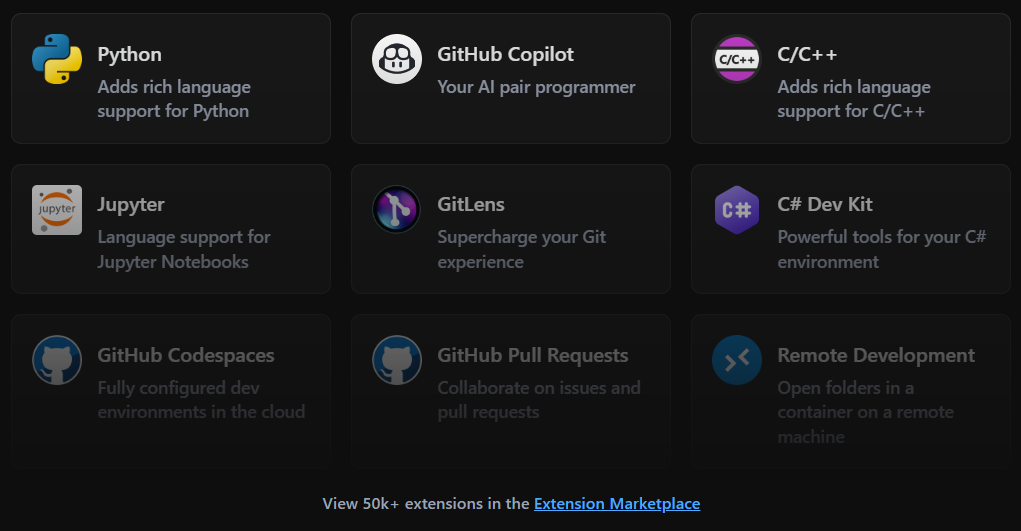 Python
Adds rich language
support for Python
GitHub Copilot
Your AI pair programmer
C/C++
C/C++
Adds rich language
support for C/C++
jupyter
Jupyter
Language support for
Jupyter Notebooks
GitLens
Supercharge your Git
experience
C#
C# Dev Kit
Powerful tools for your C#
environment
GitHub Codespaces
Fully configured dev
environments in the cloud
GitHub Pull Requests
Collaborate on issues and
pull requests
Remote Development
Open folders in a
container on a remote
machine
View 50k+ extensions in the Extension Marketplace